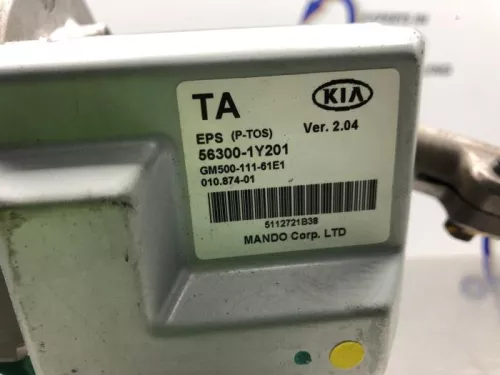 TA
KIA
EPS (P-TOS) Ver. 2.04
56300-1Y201
GM500-111-61E1
010.874-01
5112721B38
MANDO Corp. LTD